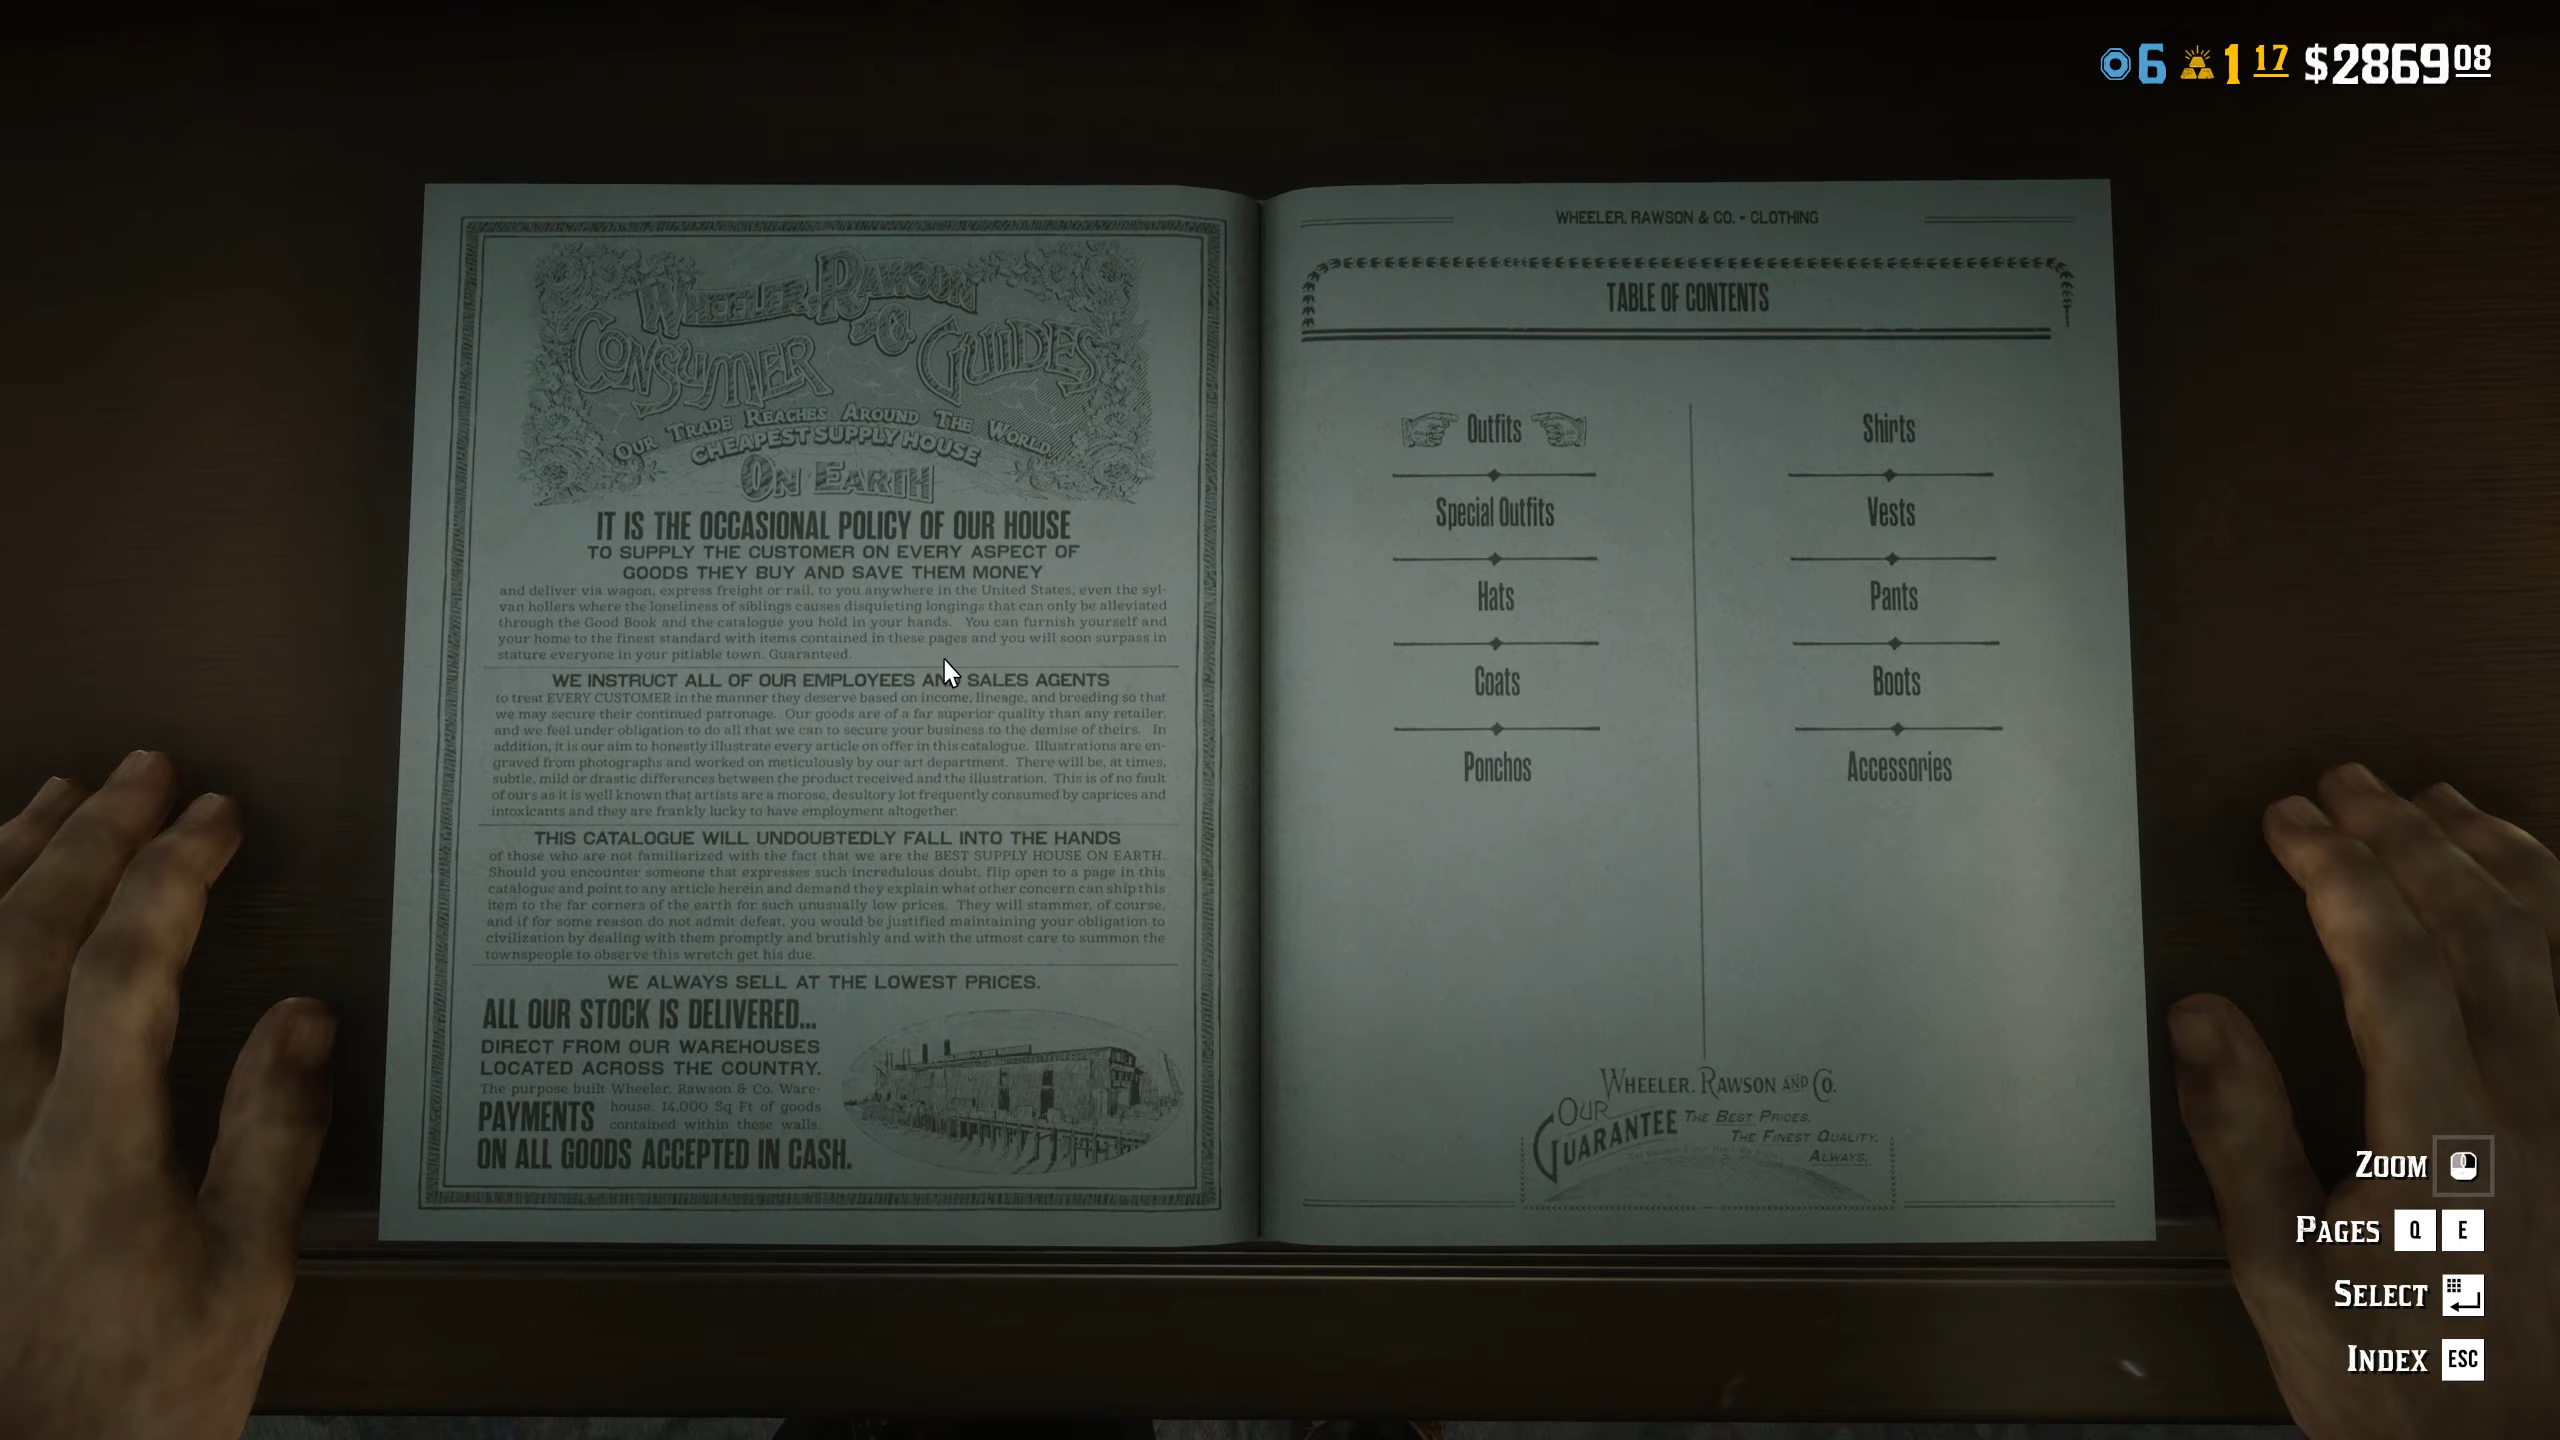 6 1 17 $2869 08
WHEELER, RAWSON
AND CO.
CONSUMER GUIDES
OUR TRADE REACHES AROUND THE WORLD.
CHEAPEST SUPPLY HOUSE
ON EARTH
IT IS THE OCCASIONAL POLICY OF OUR HOUSE
TO SUPPLY THE CUSTOMER ON EVERY ASPECT OF
GOODS THEY BUY AND SAVE THEM MONEY
and deliver via wagon, express freight or rail, to you anywhere in the United States, even the syl-
van hollers where the loneliness of siblings causes disquieting longings that can only be alleviated
through the Good Book and the catalogue you hold in your hands. You can furnish yourself and
your home to the finest standard with items contained in these pages and you will soon surpass in
stature everyone in your pitiable town. Guaranteed.
WE INSTRUCT ALL OF OUR EMPLOYEES AND SALES AGENTS
to treat EVERY CUSTOMER in the manner they deserve based on income, lineage, and breeding so that
we may secure their continued patronage. Our goods are of a far superior quality than any retailer,
and we feel under obligation to do all that we can to secure your business to the demise of theirs. In
addition, it is our aim to honestly illustrate every article on offer in this catalogue. Illustrations are en-
graved from photographs and worked on meticulously by our art department. There will be, at times,
subtle, mild or drastic differences between the product received and the illustration. This is of no fault
of ours as it is well known that artists are a morose, desultory lot frequently consumed by caprices and
intoxicants and they are frankly lucky to have employment altogether.
THIS CATALOGUE WILL UNDOUBTEDLY FALL INTO THE HANDS
of those who are not familiarized with the fact that we are the BEST SUPPLY HOUSE ON EARTH.
Should you encounter someone that expresses such incredulous doubt, flip open to a page in this
catalogue and point to any article herein and demand they explain what other concern can ship this
item to the far corners of the earth for such unusually low prices. They will stammer, of course,
and if for some reason do not admit defeat, you would be justified maintaining your obligation to
civilization by dealing with them promptly and brutishly and with the utmost care to summon the
townspeople to observe this wretch get his due.
WE ALWAYS SELL AT THE LOWEST PRICES.
ALL OUR STOCK IS DELIVERED...
DIRECT FROM OUR WAREHOUSES
LOCATED ACROSS THE COUNTRY.
The purpose built Wheeler, Rawson & Co. Ware-
house. 14,000 Sq Ft of goods
contained within these walls.
PAYMENTS
ON ALL GOODS ACCEPTED IN CASH.
WHEELER, RAWSON & CO. - CLOTHING
TABLE OF CONTENTS
Outfits
Special Outfits
Hats
Coats
Ponchos
Shirts
Vests
Pants
Boots
Accessories
WHEELER, RAWSON AND CO.
OUR
GUARANTEE
THE BEST PRICES.
THE FINEST QUALITY.
ALWAYS.
ZOOM
PAGES Q E
SELECT
INDEX ESC